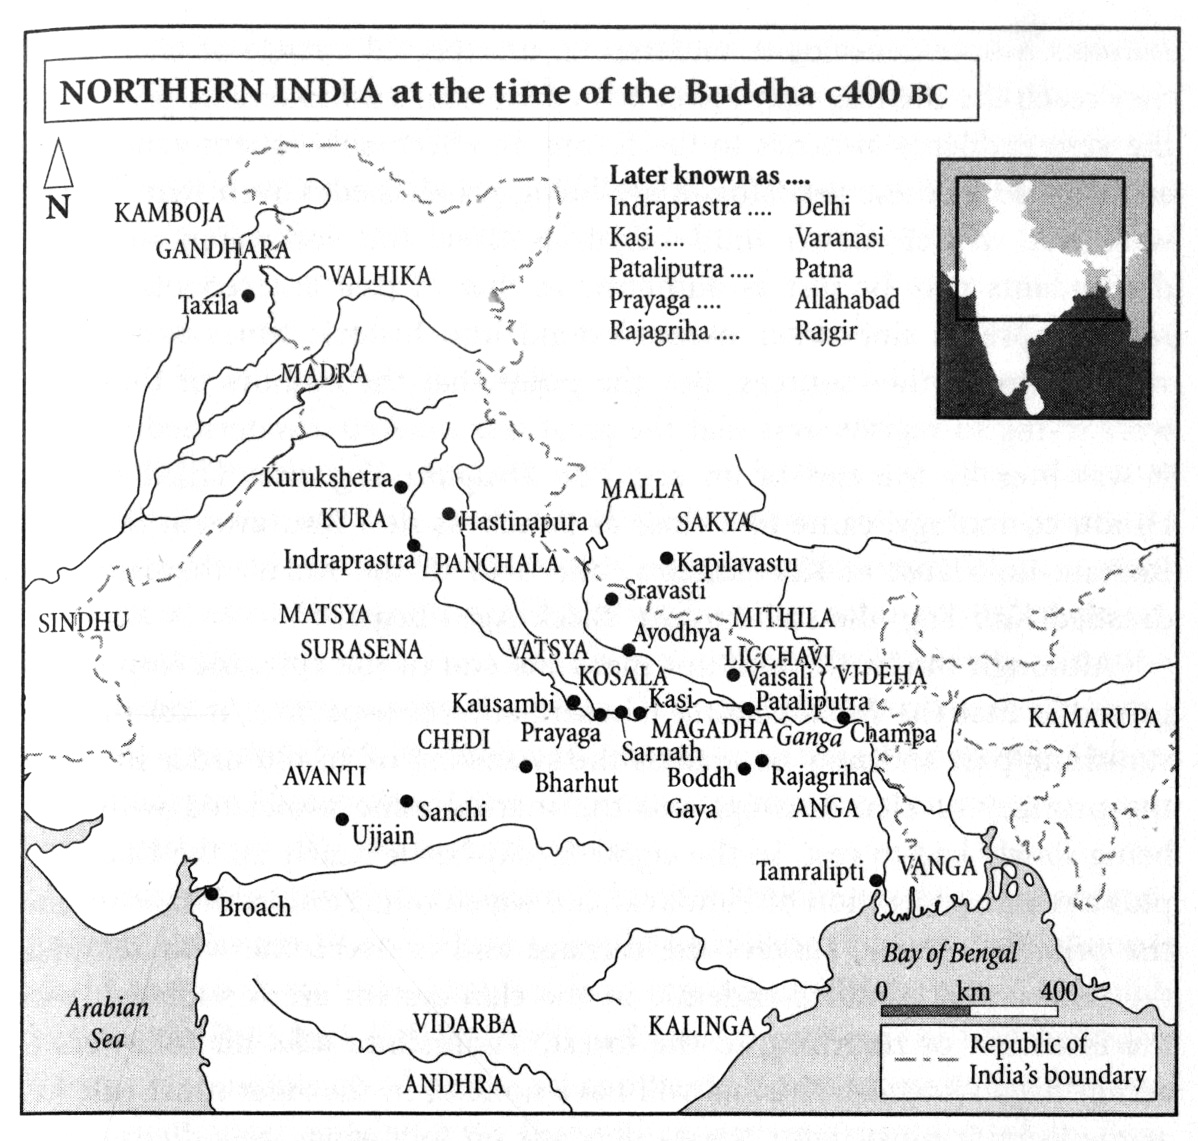 NORTHERN INDIA at the time of the Buddha c400 BC
N
Later known as ....
Indraprastra .... Delhi
Kasi .... Varanasi
Pataliputra .... Patna
Prayaga .... Allahabad
Rajagriha .... Rajgir
KAMBOJA
GANDHARA
VALHIKA
Taxila
MADRA
Kurukshetra
MALLA
KURA
Hastinapura
SAKYA
Indraprastra
PANCHALA
Kapilavastu
Sravasti
SINDHU
MATSYA
MITHILA
Ayodhya
SURASENA
VATSYA
LICCHAVI
KOSALA
Vaisali
VIDEHA
Kausambi
Kasi
Pataliputra
KAMARUPA
Prayaga
MAGADHA
Ganga
Champa
CHEDI
Sarnath
AVANTI
Bharhut
Boddh
Gaya
Rajagriha
ANGA
Sanchi
Ujjain
Tamralipti
VANGA
Broach
Bay of Bengal
0 km 400
Arabian
Sea
VIDARBA
KALINGA
ANDHRA
Republic of
India's boundary